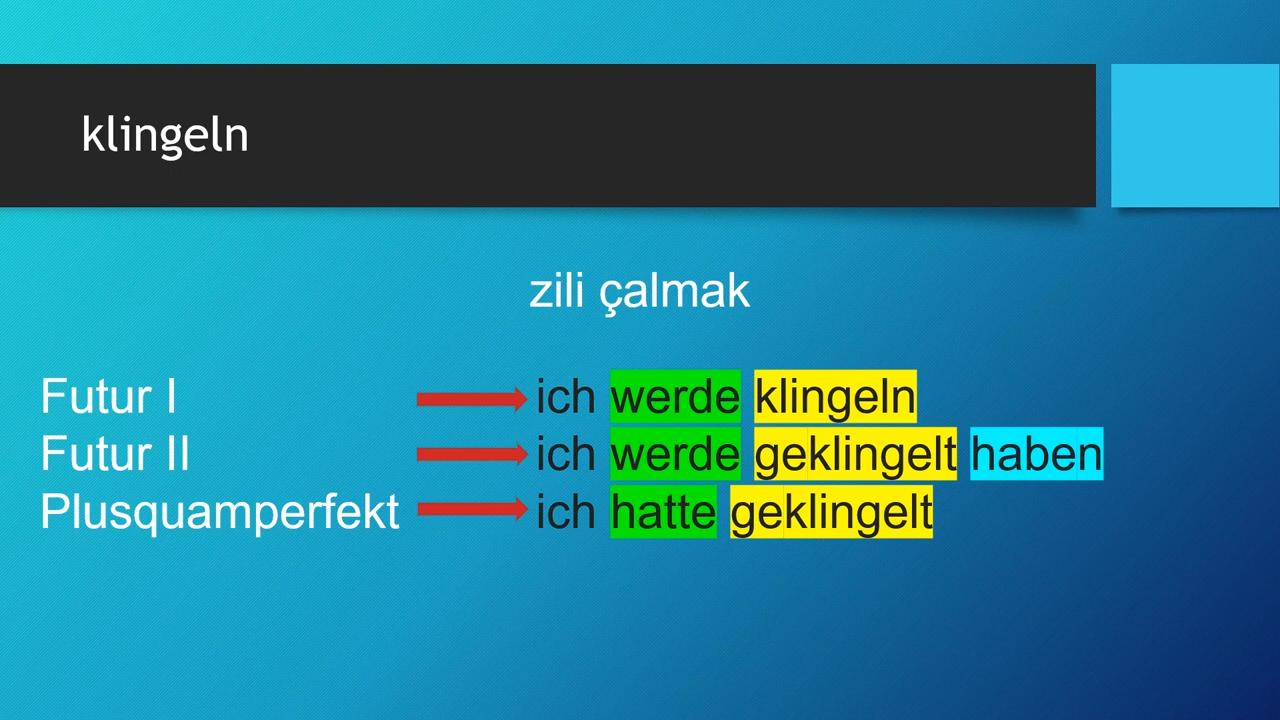 klingeln
zili çalmak
Futur I ich werde klingeln
Futur II ich werde geklingelt haben
Plusquamperfekt ich hatte geklingelt